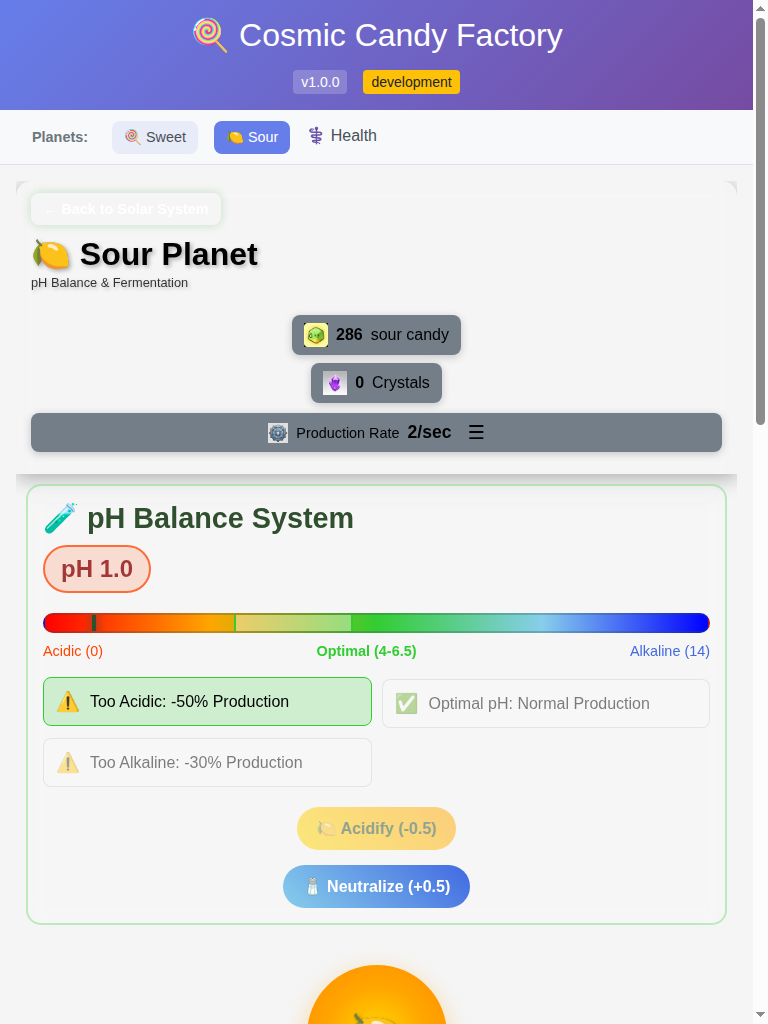 Cosmic Candy Factory
v1.0.0 development
Planets: Sweet Sour Health
← Back to Solar System
Sour Planet
pH Balance & Fermentation
286 sour candy
0 Crystals
Production Rate 2/sec ☰
pH Balance System
pH 1.0
Acidic (0) Optimal (4-6.5) Alkaline (14)
Too Acidic: -50% Production
Optimal pH: Normal Production
Too Alkaline: -30% Production
Acidify (-0.5)
Neutralize (+0.5)